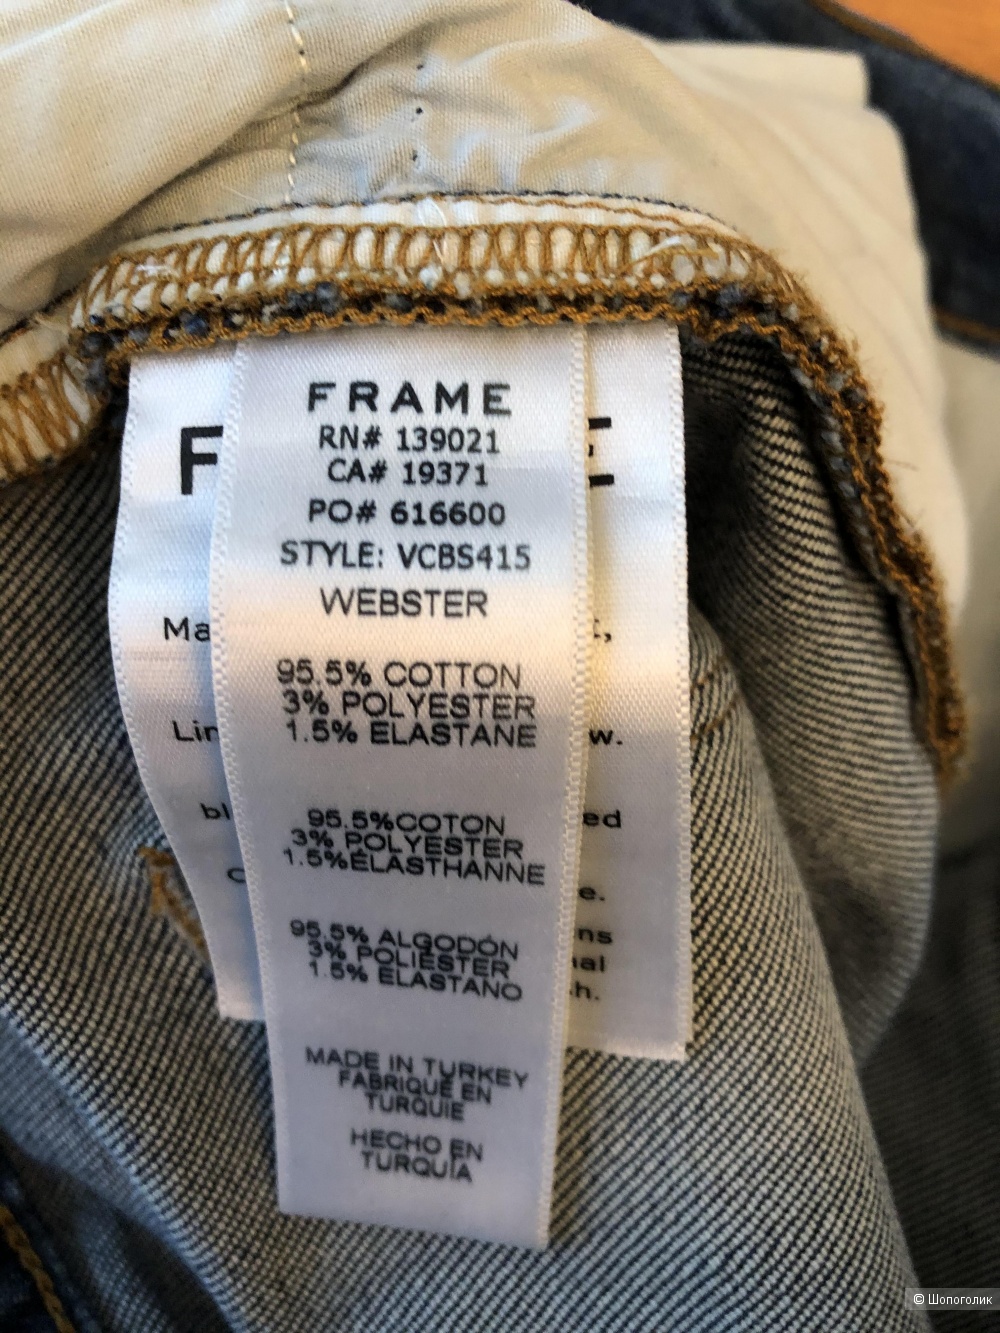 FRAME
RN# 139021
CA# 19371
PO# 616600
STYLE: VCBS415
WEBSTER
95.5% COTTON
3% POLYESTER
1.5% ELASTANE
95.5%COTON
3% POLYESTER
1.5%ÉLASTHANNE
95.5% ALGODÓN
3% POLIÉSTER
1.5% ELASTANO
MADE IN TURKEY
FABRIQUÉ EN
TURQUIE
HECHO EN
TURQUÍA
© Шопоголик